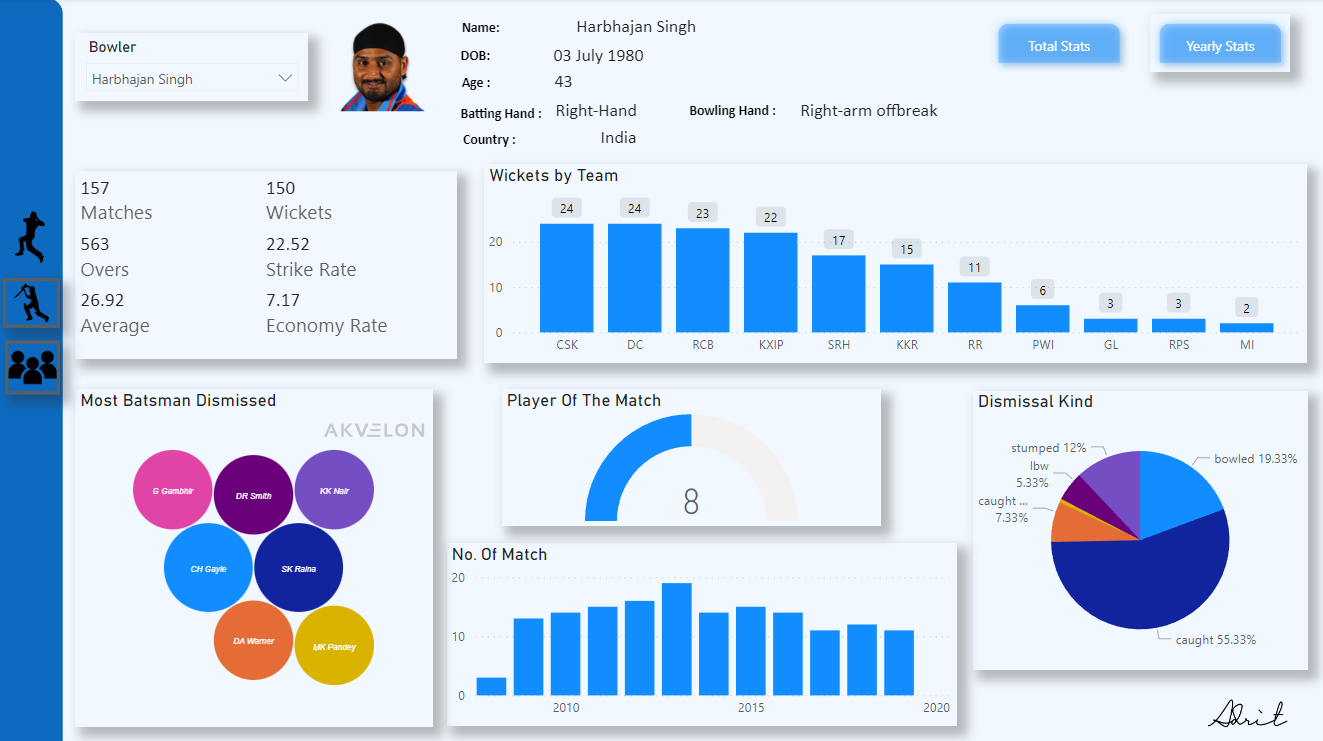 Bowler
Harbhajan Singh
Name: Harbhajan Singh
DOB: 03 July 1980
Age : 43
Batting Hand : Right-Hand Bowling Hand : Right-arm offbreak
Country : India
Total Stats
Yearly Stats
157 150
Matches Wickets
563 22.52
Overs Strike Rate
26.92 7.17
Average Economy Rate
Wickets by Team
24 24 23 22 17 15 11 6 3 3 2
20
10
0
CSK DC RCB KXIP SRH KKR RR PWI GL RPS MI
Most Batsman Dismissed
AKVELON
G Gambhir DR Smith KK Nair
CH Gayle SK Raina
DA Warner MK Pandey
Player Of The Match
8
No. Of Match
20
10
0
2010 2015 2020
Dismissal Kind
stumped 12%
bowled 19.33%
lbw
5.33%
caught ...
7.33%
caught 55.33%
Adrit